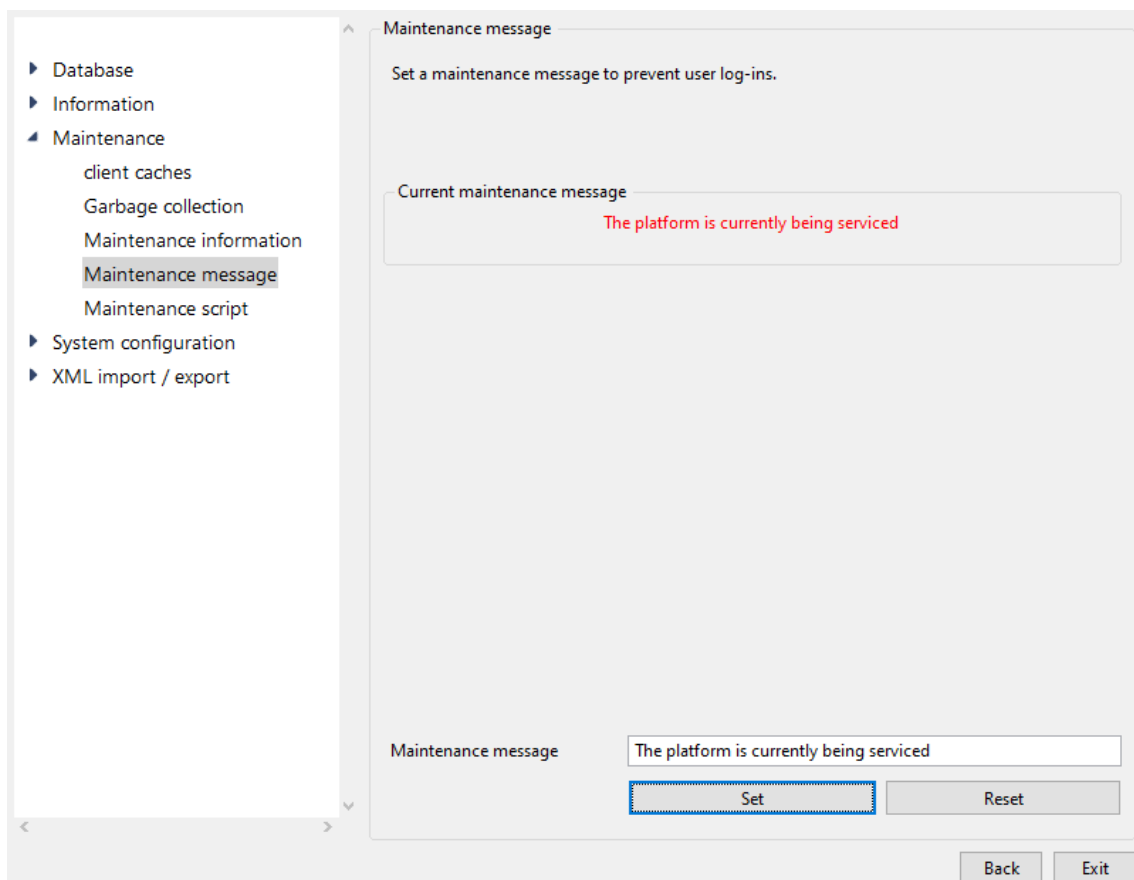 Database
Information
Maintenance
client caches
Garbage collection
Maintenance information
Maintenance message
Maintenance script
System configuration
XML import / export
Maintenance message
Set a maintenance message to prevent user log-ins.
Current maintenance message
The platform is currently being serviced
Maintenance message
The platform is currently being serviced
Set
Reset
Back
Exit